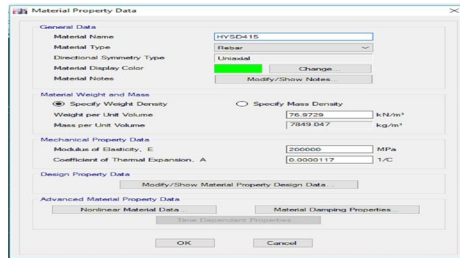 Material Property Data
General Data
Material Name HYSD415
Material Type Rebar
Directional Symmetry Type Uniaxial
Material Display Color Change...
Material Notes Modify/Show Notes...
Material Weight and Mass
Specify Weight Density Specify Mass Density
Weight per Unit Volume 76.9729 kN/m³
Mass per Unit Volume 7849.047 kg/m³
Mechanical Property Data
Modulus of Elasticity, E 200000 MPa
Coefficient of Thermal Expansion, A 0.0000117 1/C
Design Property Data
Modify/Show Material Property Design Data...
Advanced Material Property Data
Nonlinear Material Data... Material Damping Properties...
Time Dependent Properties...
OK Cancel